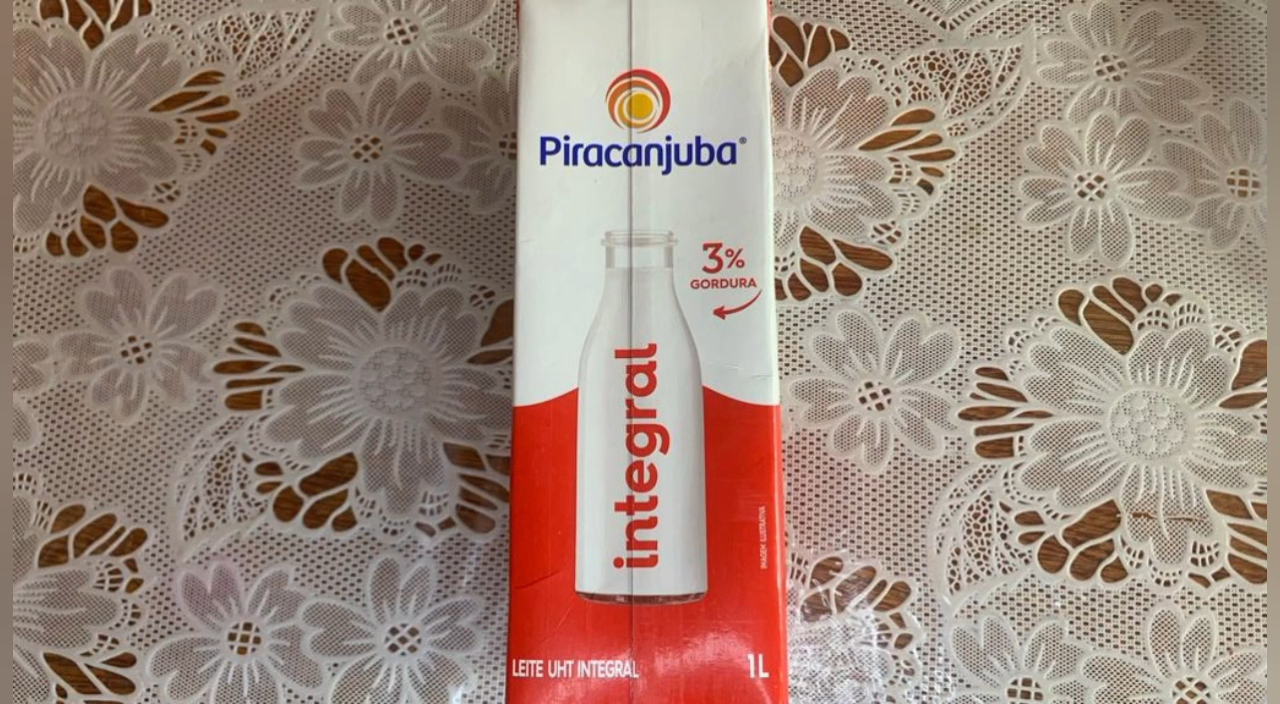 Piracanjuba®
3%
GORDURA
integral
IMAGEM ILUSTRATIVA
LEITE UHT INTEGRAL
1L